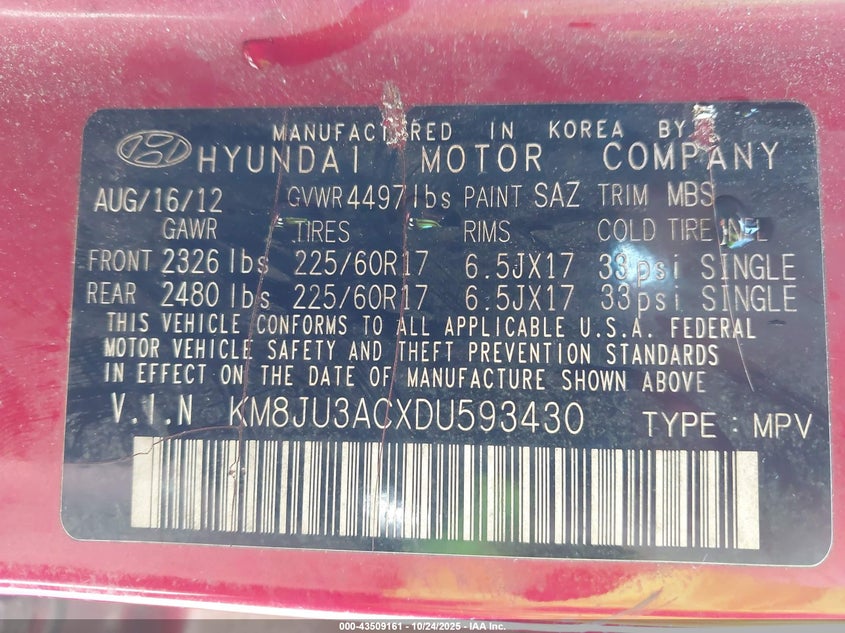 MANUFACTURED IN KOREA BY
HYUNDAI MOTOR COMPANY
AUG/16/12 GVWR 4497 lbs PAINT SAZ TRIM MBS
GAWR TIRES RIMS COLD TIRE INFL
FRONT 2326 lbs 225/60R17 6.5JX17 33psi SINGLE
REAR 2480 lbs 225/60R17 6.5JX17 33psi SINGLE
THIS VEHICLE CONFORMS TO ALL APPLICABLE U.S.A. FEDERAL
MOTOR VEHICLE SAFETY AND THEFT PREVENTION STANDARDS
IN EFFECT ON THE DATE OF MANUFACTURE SHOWN ABOVE
V.I.N KM8JU3ACXDU593430 TYPE : MPV
000-43509161 - 10/24/2025 - IAA Inc.